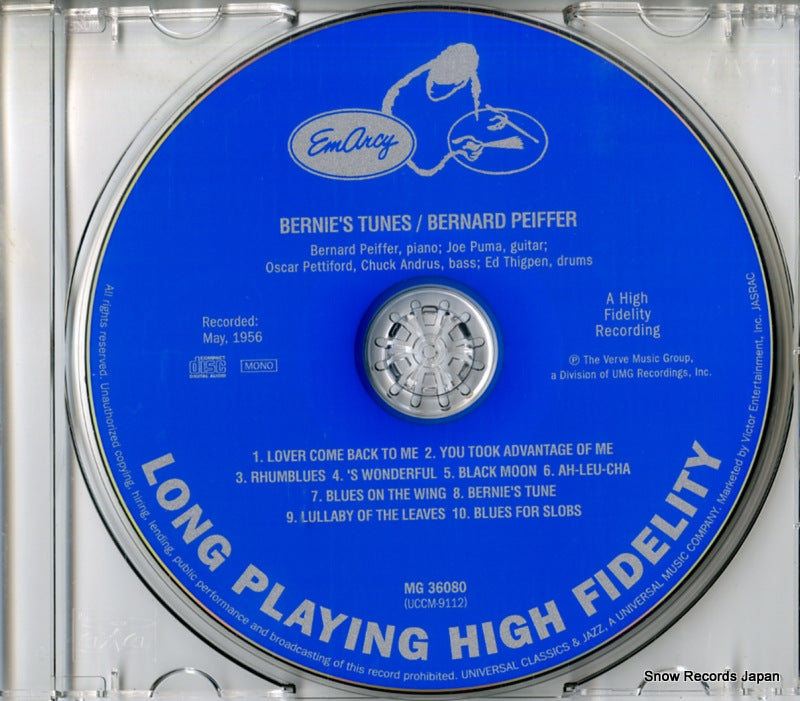 EmArcy
BERNIE'S TUNES / BERNARD PEIFFER
Bernard Peiffer, piano; Joe Puma, guitar;
Oscar Pettiford, Chuck Andrus, bass; Ed Thigpen, drums
Recorded:
May, 1956
COMPACT
disc
DIGITAL AUDIO
MONO
A High
Fidelity
Recording
℗ The Verve Music Group,
a Division of UMG Recordings, Inc.
1. LOVER COME BACK TO ME 2. YOU TOOK ADVANTAGE OF ME
3. RHUMBLUES 4. 'S WONDERFUL 5. BLACK MOON 6. AH-LEU-CHA
7. BLUES ON THE WING 8. BERNIE'S TUNE
9. LULLABY OF THE LEAVES 10. BLUES FOR SLOBS
MG 36080
(UCCM-9112)
LONG PLAYING HIGH FIDELITY
All rights reserved. Unauthorized copying, hiring, lending, public performance and broadcasting of this record prohibited. UNIVERSAL CLASSICS & JAZZ, A UNIVERSAL MUSIC COMPANY. Marketed by Victor Entertainment, Inc. JASRAC
Snow Records Japan